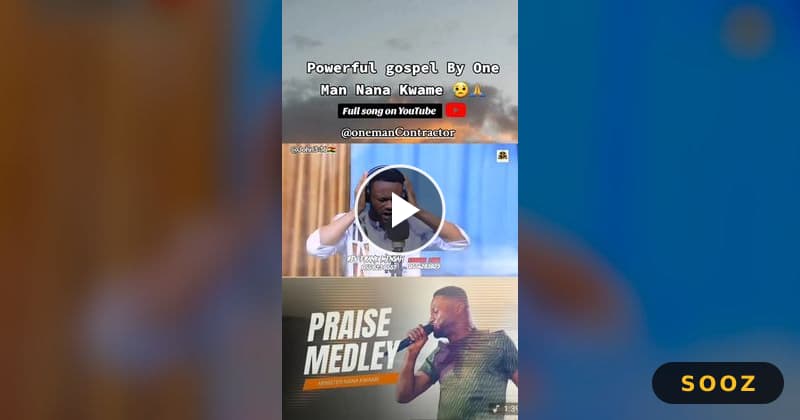 Powerful gospel By One
Man Nana Kwame 😥🙏
Full song on YouTube
@onemanContractor
PRAISE
MEDLEY
MINISTER NANA KWAME
SOOZ